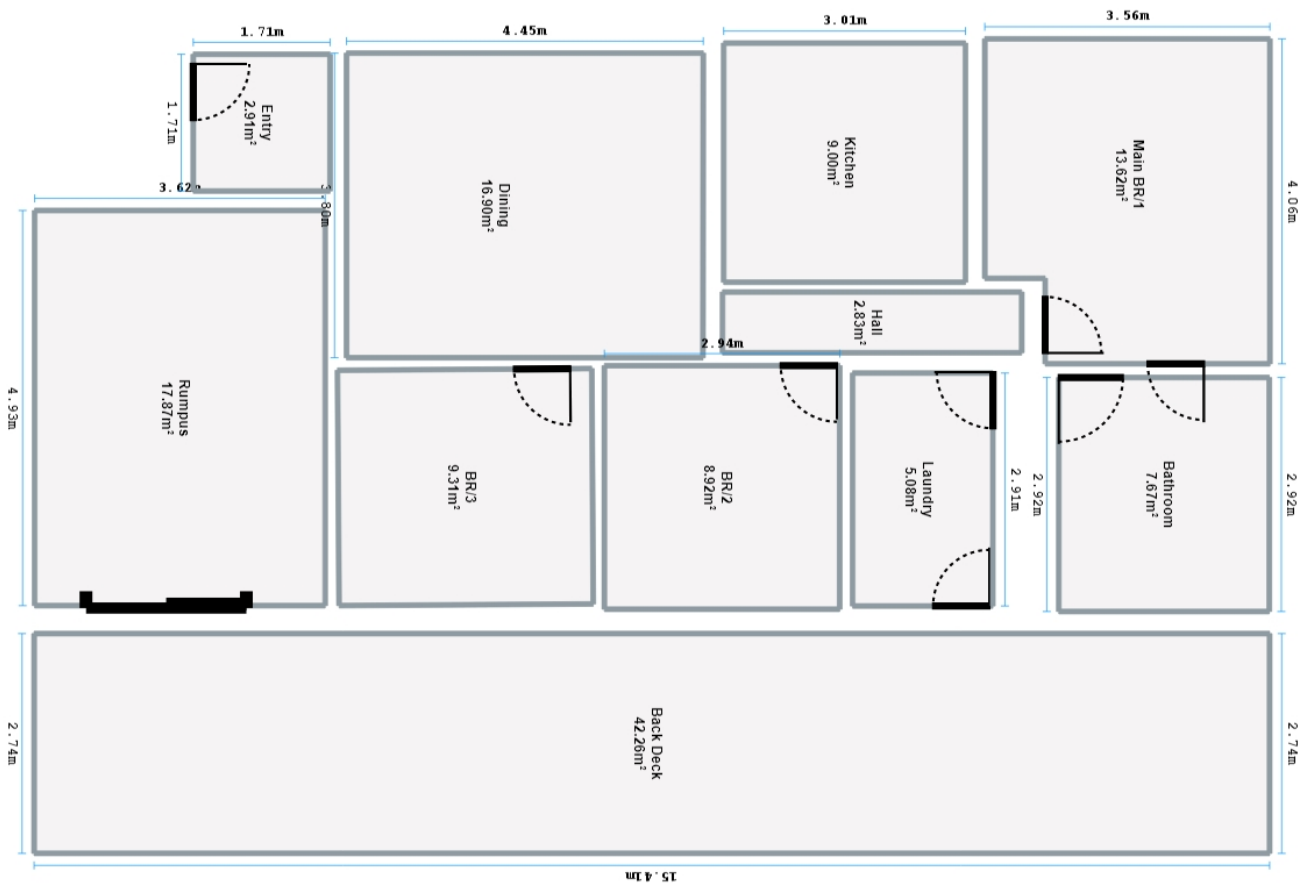 3.56m
3.01m
4.45m
1.71m
1.71m
Entry
2.91m²
3.62m
3.80m
Dining
16.90m²
Kitchen
9.00m²
Main BR/1
13.62m²
4.06m
Hall
2.83m²
2.94m
Rumpus
17.87m²
4.93m
BR/3
9.31m²
BR/2
8.92m²
Laundry
5.08m²
2.91m
2.92m
Bathroom
7.67m²
2.92m
2.74m
Back Deck
42.26m²
2.74m
15.41m